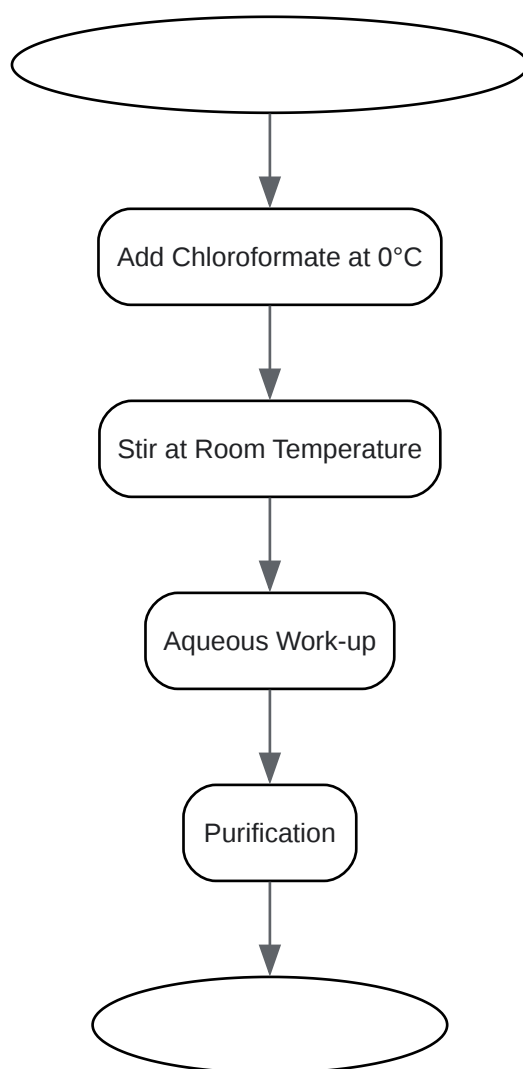 Add Chloroformate at 0°C
Stir at Room Temperature
Aqueous Work-up
Purification